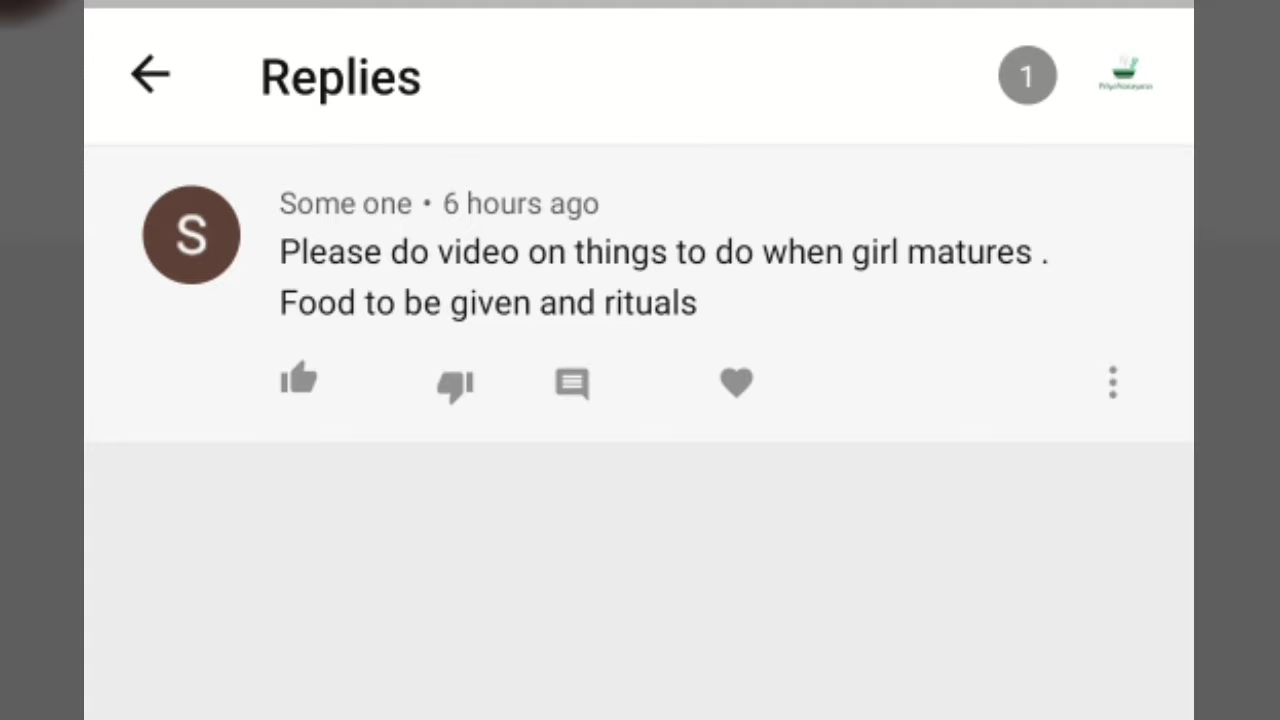 Replies
1
S
Some one • 6 hours ago
Please do video on things to do when girl matures .
Food to be given and rituals